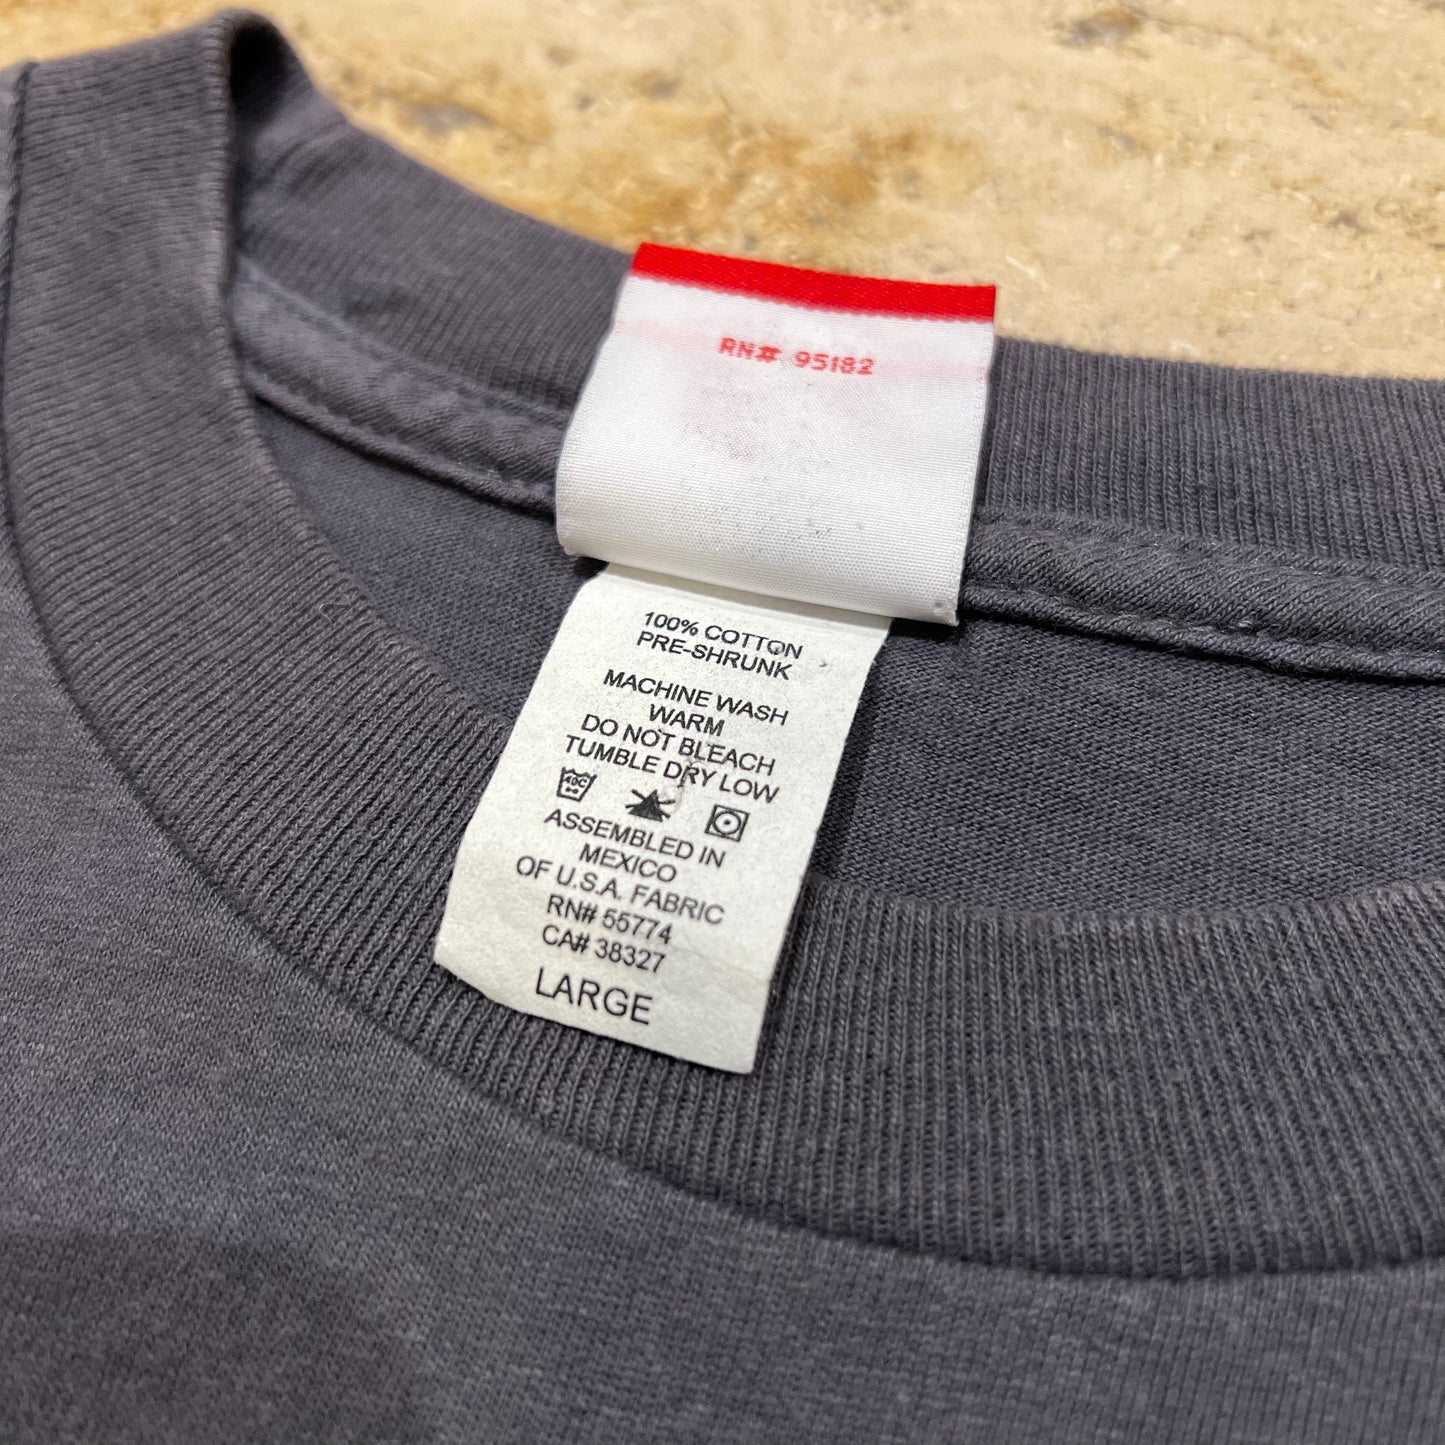 RN# 95182
100% COTTON
PRE-SHRUNK
MACHINE WASH
WARM
DO NOT BLEACH
TUMBLE DRY LOW
40C
ASSEMBLED IN
MEXICO
OF U.S.A. FABRIC
RN# 55774
CA# 38327
LARGE